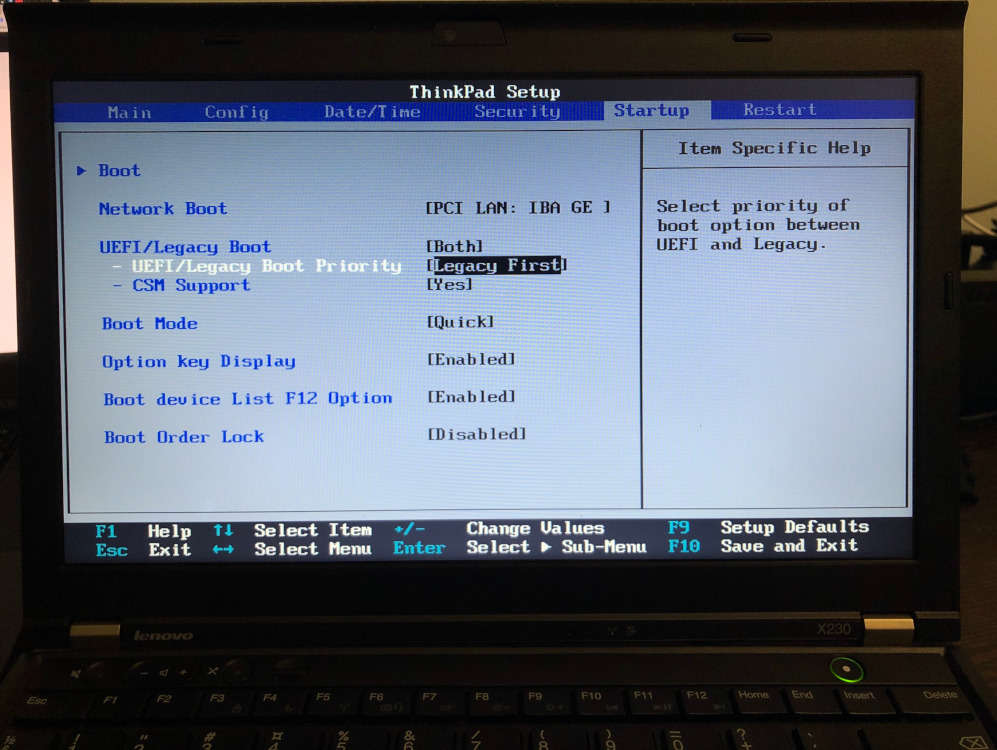 ThinkPad Setup
Main Config Date/Time Security Startup Restart
Item Specific Help
▶ Boot
Network Boot [PCI LAN: IBA GE ]
UEFI/Legacy Boot [Both]
- UEFI/Legacy Boot Priority [Legacy First]
- CSM Support [Yes]
Boot Mode [Quick]
Option key Display [Enabled]
Boot device List F12 Option [Enabled]
Boot Order Lock [Disabled]
Select priority of
boot option between
UEFI and Legacy.
F1 Help ↑↓ Select Item +/- Change Values F9 Setup Defaults
Esc Exit ←→ Select Menu Enter Select ▶ Sub-Menu F10 Save and Exit
lenovo X230
Esc F1 F2 F3 F4 F5 F6 F7 F8 F9 F10 F11 F12 Home End Insert Delete
! " # ¤ % & / ( ) = ? `